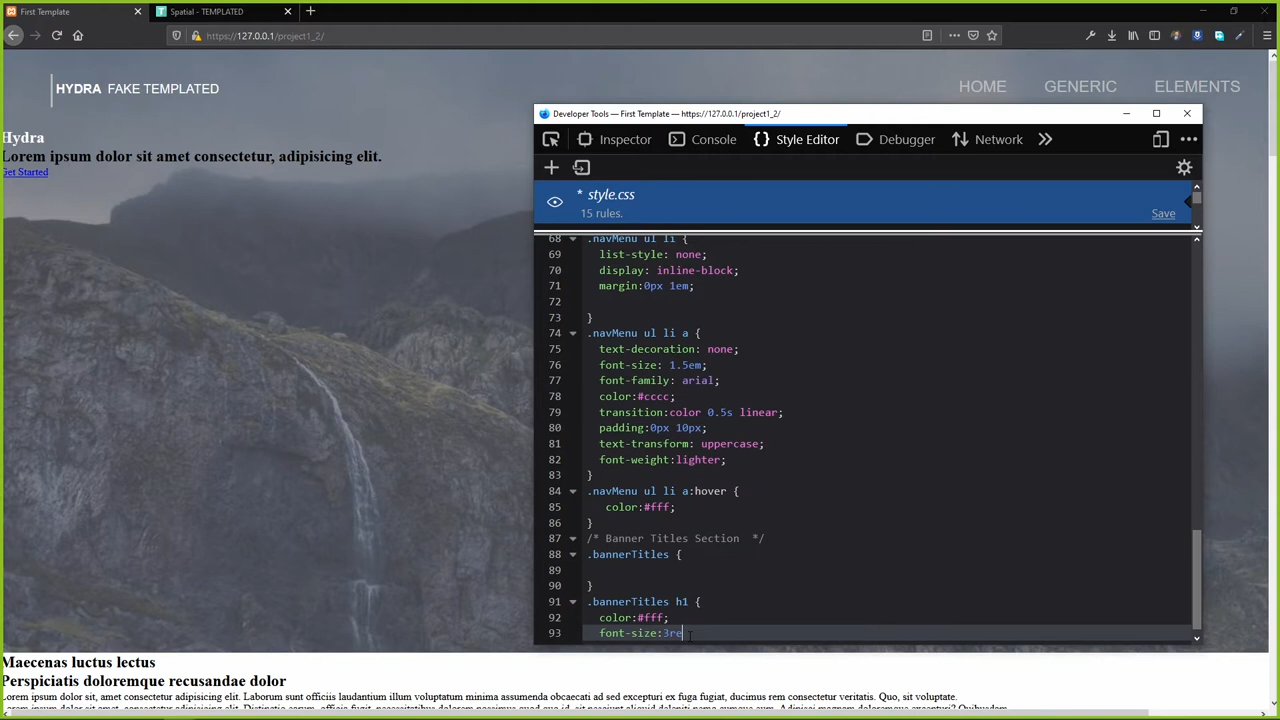 First Template
Spatial - TEMPLATED
https://127.0.0.1/project1_2/
HYDRA FAKE TEMPLATED
HOME GENERIC ELEMENTS
Hydra
Lorem ipsum dolor sit amet consectetur, adipisicing elit.
Get Started
Developer Tools — First Template — https://127.0.0.1/project1_2/
Inspector Console Style Editor Debugger Network
* style.css
15 rules.
Save
68 .navMenu ul li {
69 list-style: none;
70 display: inline-block;
71 margin:0px 1em;
72
73 }
74 .navMenu ul li a {
75 text-decoration: none;
76 font-size: 1.5em;
77 font-family: arial;
78 color:#cccc;
79 transition:color 0.5s linear;
80 padding:0px 10px;
81 text-transform: uppercase;
82 font-weight:lighter;
83 }
84 .navMenu ul li a:hover {
85 color:#fff;
86 }
87 /* Banner Titles Section */
88 .bannerTitles {
89
90 }
91 .bannerTitles h1 {
92 color:#fff;
93 font-size:3re
Maecenas luctus lectus
Perspiciatis doloremque recusandae dolor
Lorem ipsum dolor sit, amet consectetur adipisicing elit. Laborum sunt officiis laudantium illum voluptatum minima assumenda obcaecati ad sed excepturi ex fuga fugiat, ducimus rem consectetur veritatis. Quo, sit voluptate.